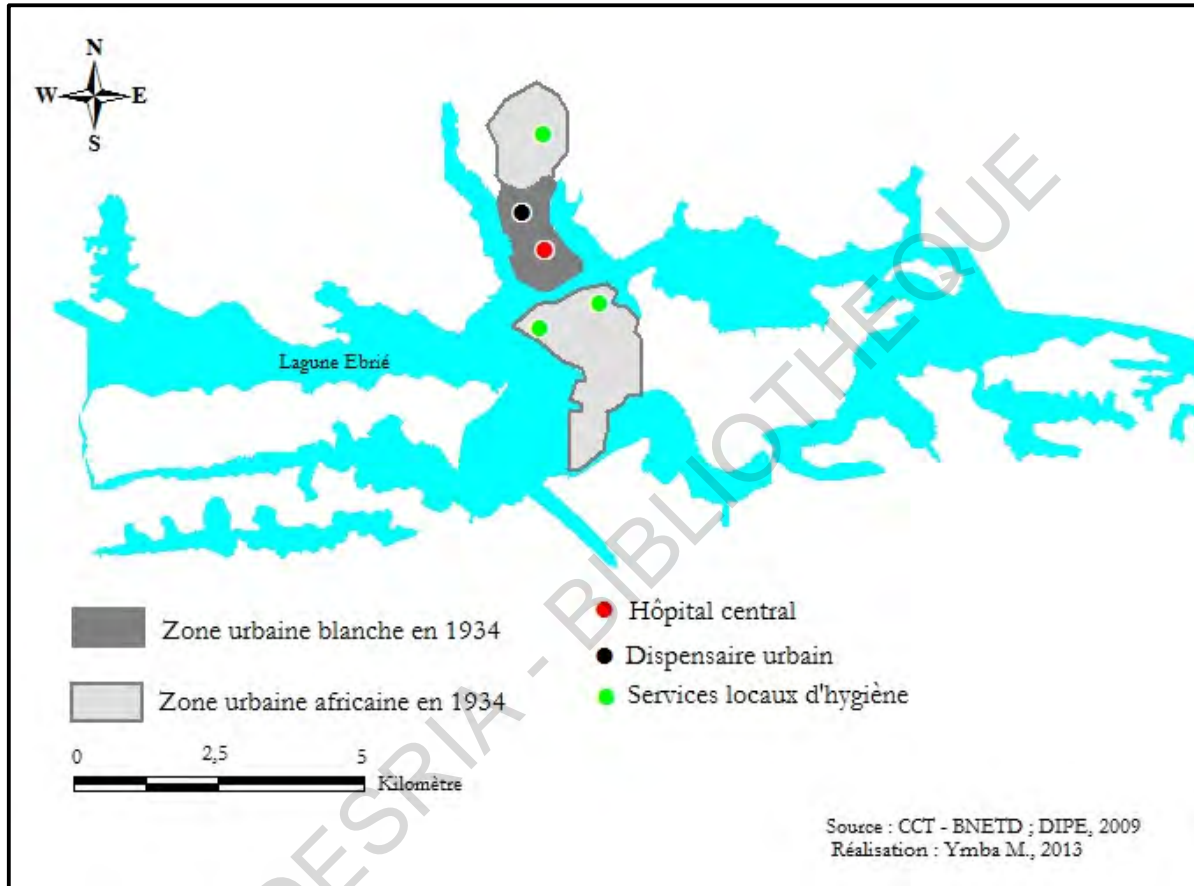 N
W E
S
Lagune Ebrié
Zone urbaine blanche en 1934
Zone urbaine africaine en 1934
0 2,5 5
Kilomètre
Hôpital central
Dispensaire urbain
Services locaux d'hygiène
Source : CCT - BNETD ; DIPE, 2009
Réalisation : Ymba M., 2013
DESRIA - BIBLIOTHEQUE